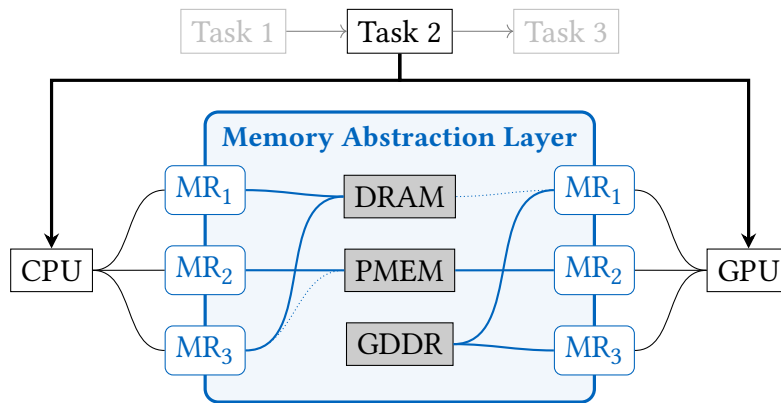 Task 1 Task 2 Task 3
Memory Abstraction Layer
MR₁ DRAM MR₁
CPU MR₂ PMEM MR₂ GPU
MR₃ GDDR MR₃